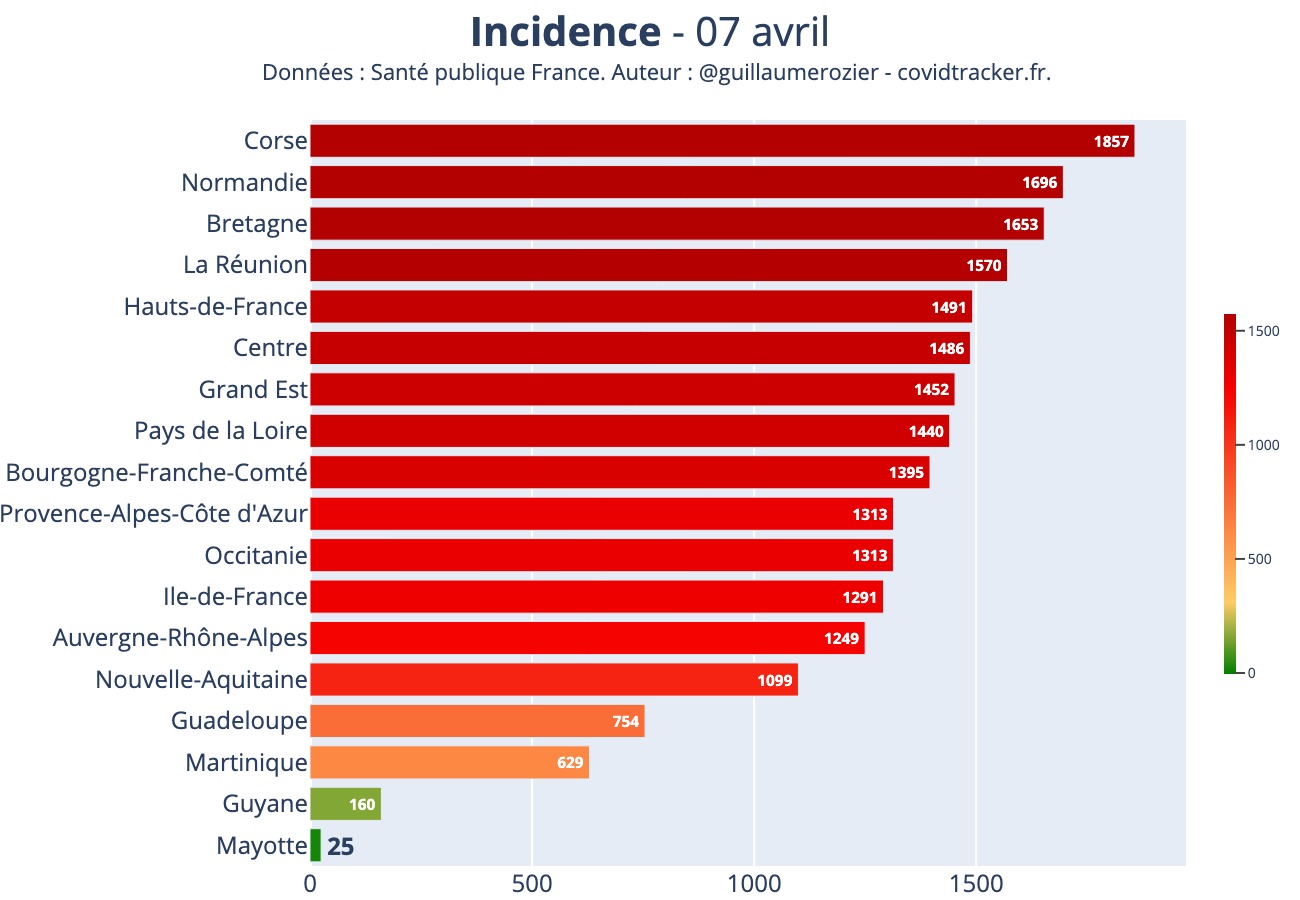 Incidence - 07 avril
Données : Santé publique France. Auteur : @guillaumerozier - covidtracker.fr.
Corse 1857
Normandie 1696
Bretagne 1653
La Réunion 1570
Hauts-de-France 1491
Centre 1486
Grand Est 1452
Pays de la Loire 1440
Bourgogne-Franche-Comté 1395
Provence-Alpes-Côte d'Azur 1313
Occitanie 1313
Ile-de-France 1291
Auvergne-Rhône-Alpes 1249
Nouvelle-Aquitaine 1099
Guadeloupe 754
Martinique 629
Guyane 160
Mayotte 25
0 500 1000 1500
1500
1000
500
0